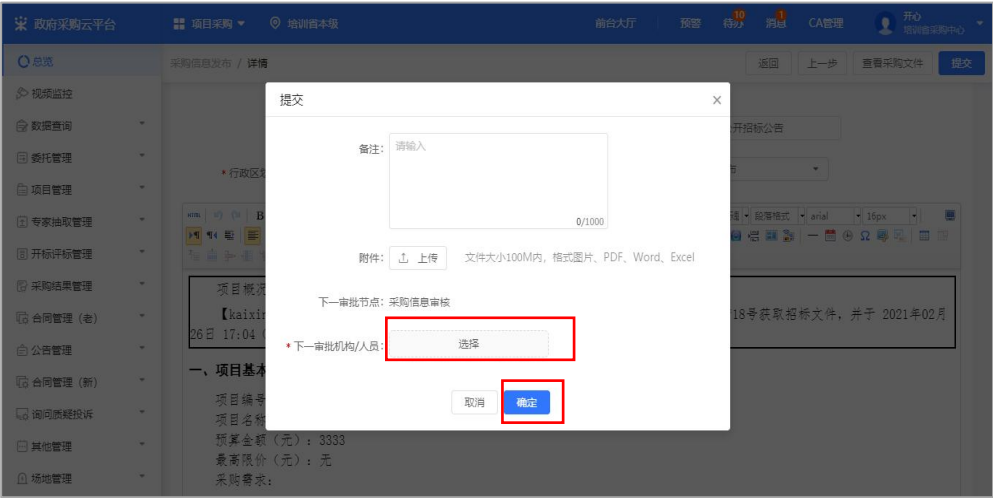 政府采购云平台
项目采购
培训省本级
前台大厅
预警
待办
10
消息
1
CA管理
开心
培训省采购中心
总览
采购信息发布 / 详情
返回
上一步
查看采购文件
提交
视频监控
数据查询
委托管理
项目管理
专家抽取管理
开标评标管理
采购结果管理
合同管理（老）
公告管理
合同管理（新）
询问质疑投诉
其他管理
场地管理
提交
开招标公告
备注：
请输入
0/1000
* 行政区
附件：
上传
文件大小100M内，格式图片、PDF、Word、Excel
段落格式
arial
16px
下一审批节点：采购信息审核
* 下一审批机构/人员：
选择
取消
确定
项目概况
【kaixin
18号获取招标文件，并于 2021年02月
26日 17:04
一、项目基本
项目编号
项目名称
预算金额（元）：3333
最高限价（元）：无
采购需求：